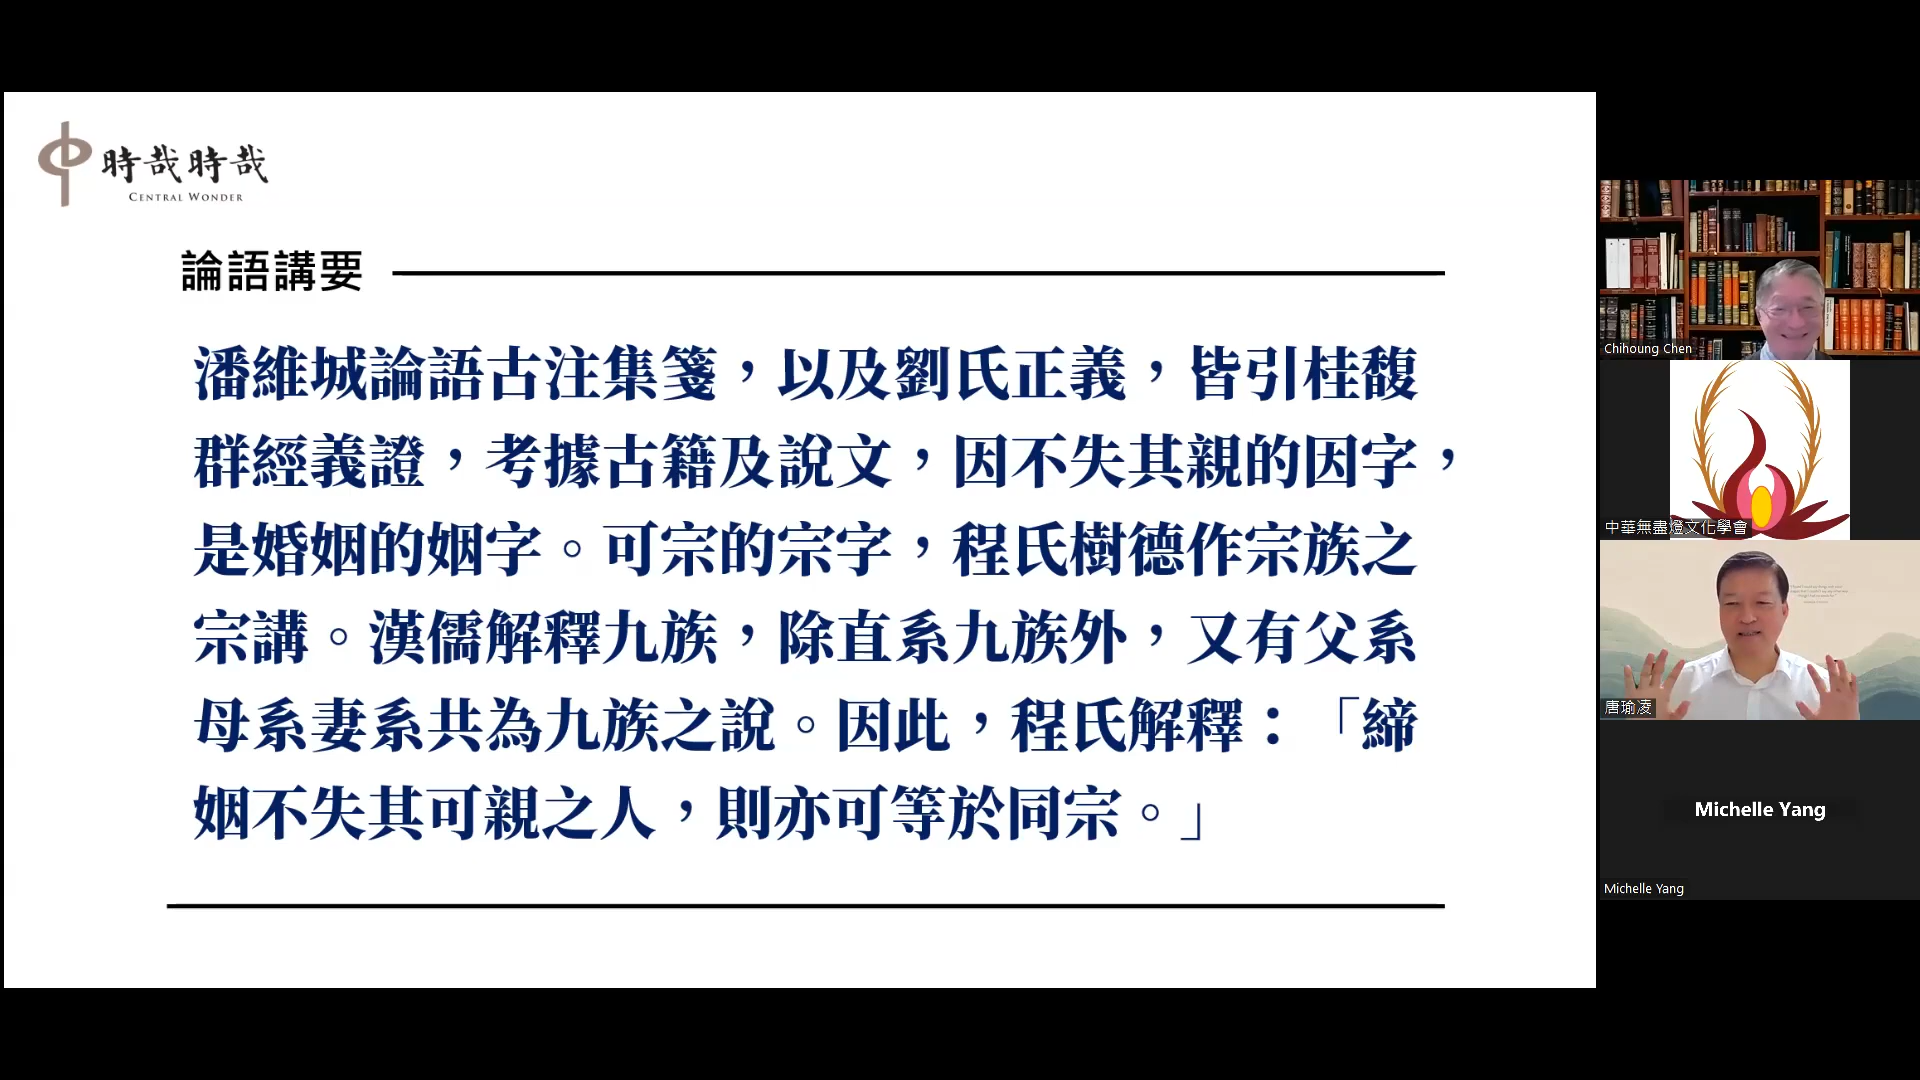 時哉時哉
CENTRAL WONDER
論語講要
潘維城論語古注集箋，以及劉氏正義，皆引桂馥
群經義證，考據古籍及說文，因不失其親的因字，
是婚姻的姻字。可宗的宗字，程氏樹德作宗族之
宗講。漢儒解釋九族，除直系九族外，又有父系
母系妻系共為九族之說。因此，程氏解釋：「締
姻不失其可親之人，則亦可等於同宗。」
Chihoung Chen
中華無盡燈文化學會
唐瑜凌
Michelle Yang
Michelle Yang